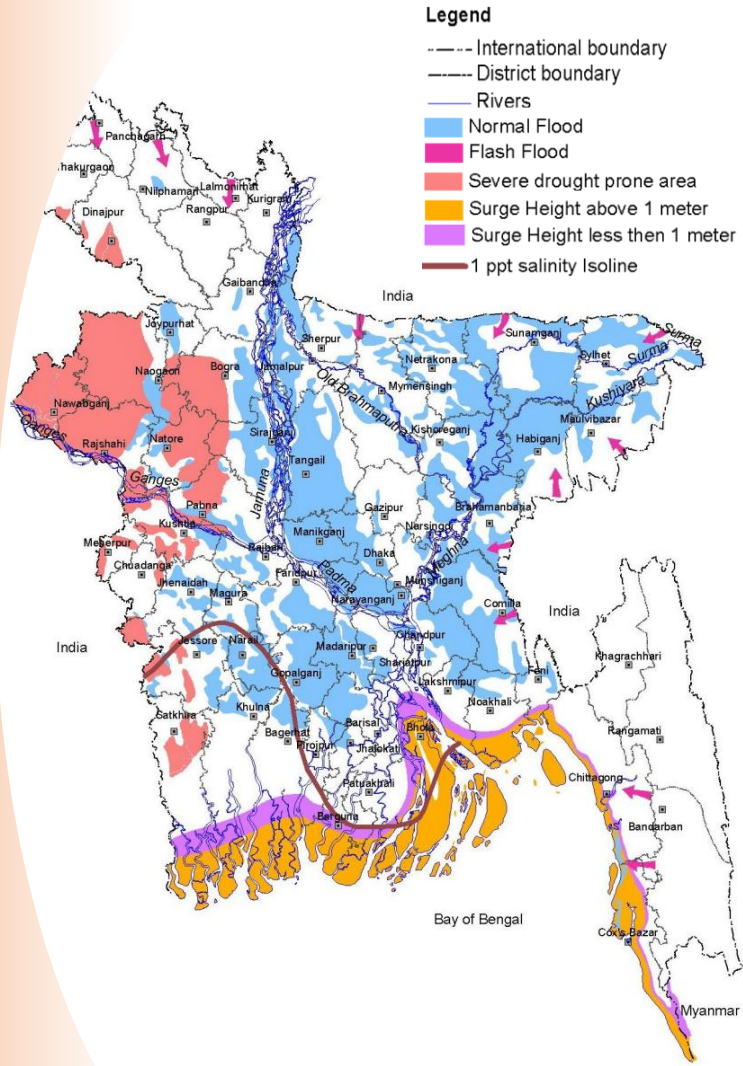 Legend
International boundary
District boundary
Rivers
Normal Flood
Flash Flood
Severe drought prone area
Surge Height above 1 meter
Surge Height less then 1 meter
1 ppt salinity Isoline
Panchagarh
hakurgaon
Nilphamari
Lalmonirhat
Kurigram
Rangpur
Dinajpur
Gaibandha
India
Joypurhat
Sherpur
Sunamganj
Surma
Netrakona
Sylhet
Surma
Naogaon
Bogra
Jamalpur
Mymensingh
Old Brahmaputra
Kushiyara
Nawabganj
Ganges
Kishoreganj
Maulvibazar
Sirajganj
Habiganj
Rajshahi
Natore
Tangail
Ganges
Jamuna
Pabna
Gazipur
Brahamanbaria
Kushtia
Narsingdi
Manikganj
Meherpur
Rajbari
Dhaka
Meghna
Chuadanga
Faridpur
Padma
Munshiganj
Jhenaidah
Narayanganj
Magura
Comilla
India
India
Jessore
Narail
Madaripur
Chandpur
Shariatpur
Khagrachhari
Gopalganj
Lakshmipur
Feni
Noakhali
Satkhira
Khulna
Barisal
Bhola
Rangamati
Bagerhat
Pirojpur
Jhalokati
Patuakhali
Chittagong
Barguna
Bandarban
Bay of Bengal
Cox's Bazar
Myanmar